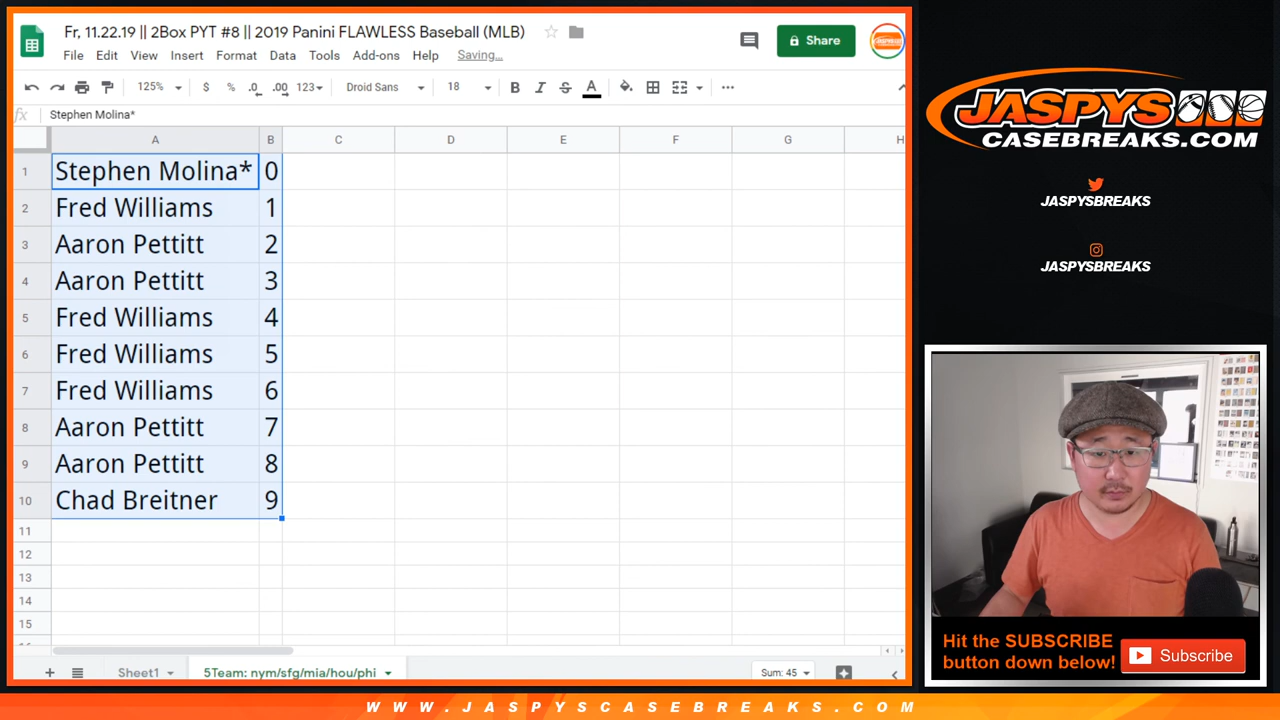 Fr, 11.22.19 || 2Box PYT #8 || 2019 Panini FLAWLESS Baseball (MLB)
File Edit View Insert Format Data Tools Add-ons Help Saving...
Share
125% $ % .0 .00 123 Droid Sans 18 B I S A ...
fx Stephen Molina*
A B C D E F G H
1 Stephen Molina* 0
2 Fred Williams 1
3 Aaron Pettitt 2
4 Aaron Pettitt 3
5 Fred Williams 4
6 Fred Williams 5
7 Fred Williams 6
8 Aaron Pettitt 7
9 Aaron Pettitt 8
10 Chad Breitner 9
11
12
13
14
15
Sheet1 5Team: nym/sfg/mia/hou/phi Sum: 45
JASPYS
CASEBREAKS.COM
JASPYSBREAKS
JASPYSBREAKS
Hit the SUBSCRIBE
button down below!
Subscribe
WWW.JASPYSCASEBREAKS.COM